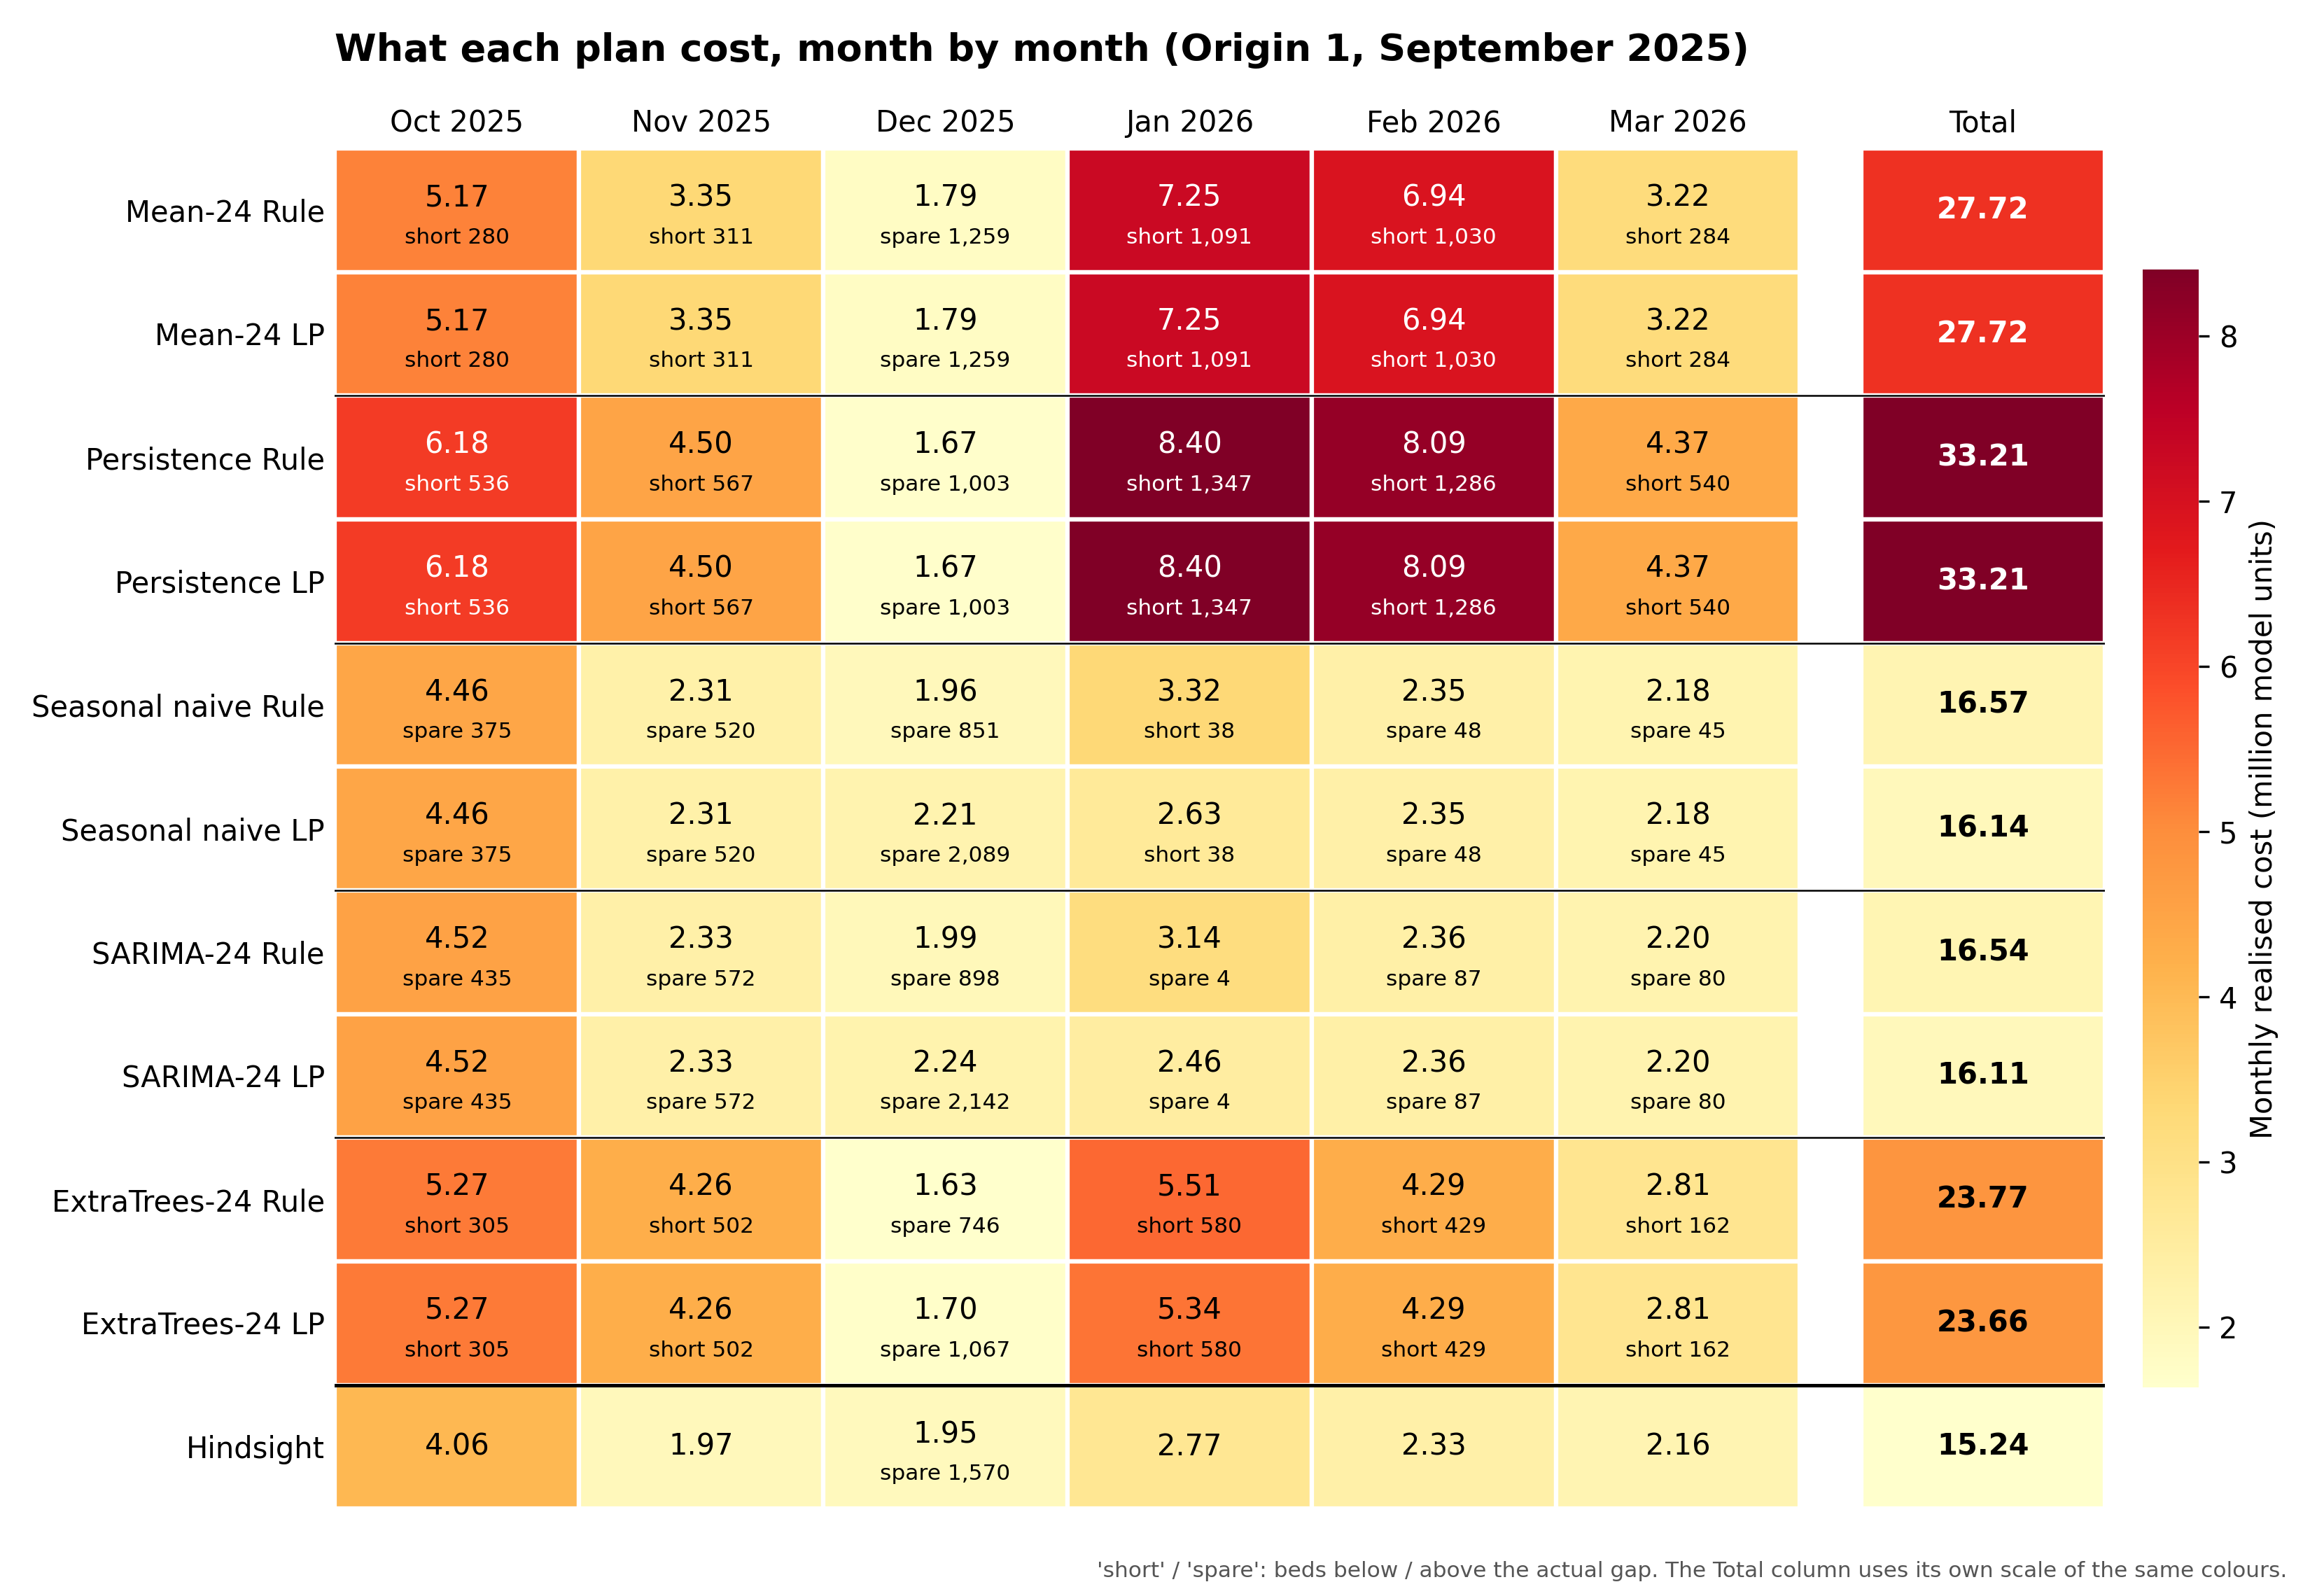 What each plan cost, month by month (Origin 1, September 2025)
Oct 2025 Nov 2025 Dec 2025 Jan 2026 Feb 2026 Mar 2026 Total
Mean-24 Rule 5.17 3.35 1.79 7.25 6.94 3.22 27.72
short 280 short 311 spare 1,259 short 1,091 short 1,030 short 284
Mean-24 LP 5.17 3.35 1.79 7.25 6.94 3.22 27.72
short 280 short 311 spare 1,259 short 1,091 short 1,030 short 284
Persistence Rule 6.18 4.50 1.67 8.40 8.09 4.37 33.21
short 536 short 567 spare 1,003 short 1,347 short 1,286 short 540
Persistence LP 6.18 4.50 1.67 8.40 8.09 4.37 33.21
short 536 short 567 spare 1,003 short 1,347 short 1,286 short 540
Seasonal naive Rule 4.46 2.31 1.96 3.32 2.35 2.18 16.57
spare 375 spare 520 spare 851 short 38 spare 48 spare 45
Seasonal naive LP 4.46 2.31 2.21 2.63 2.35 2.18 16.14
spare 375 spare 520 spare 2,089 short 38 spare 48 spare 45
SARIMA-24 Rule 4.52 2.33 1.99 3.14 2.36 2.20 16.54
spare 435 spare 572 spare 898 spare 4 spare 87 spare 80
SARIMA-24 LP 4.52 2.33 2.24 2.46 2.36 2.20 16.11
spare 435 spare 572 spare 2,142 spare 4 spare 87 spare 80
ExtraTrees-24 Rule 5.27 4.26 1.63 5.51 4.29 2.81 23.77
short 305 short 502 spare 746 short 580 short 429 short 162
ExtraTrees-24 LP 5.27 4.26 1.70 5.34 4.29 2.81 23.66
short 305 short 502 spare 1,067 short 580 short 429 short 162
Hindsight 4.06 1.97 1.95 2.77 2.33 2.16 15.24
spare 1,570
8
7
6
5
4
3
2
Monthly realised cost (million model units)
'short' / 'spare': beds below / above the actual gap. The Total column uses its own scale of the same colours.